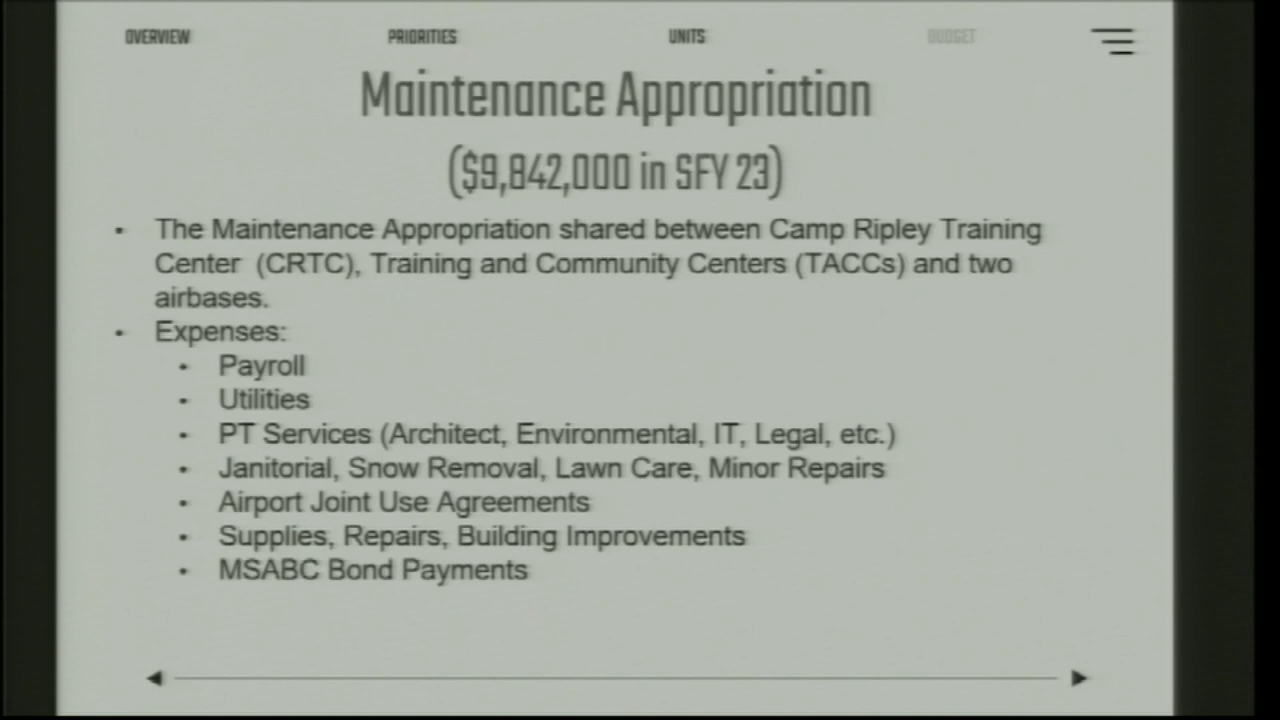 OVERVIEW PRIORITIES UNITS BUDGET
Maintenance Appropriation
($9,842,000 in SFY 23)
• The Maintenance Appropriation shared between Camp Ripley Training
Center (CRTC), Training and Community Centers (TACCs) and two
airbases.
• Expenses:
• Payroll
• Utilities
• PT Services (Architect, Environmental, IT, Legal, etc.)
• Janitorial, Snow Removal, Lawn Care, Minor Repairs
• Airport Joint Use Agreements
• Supplies, Repairs, Building Improvements
• MSABC Bond Payments